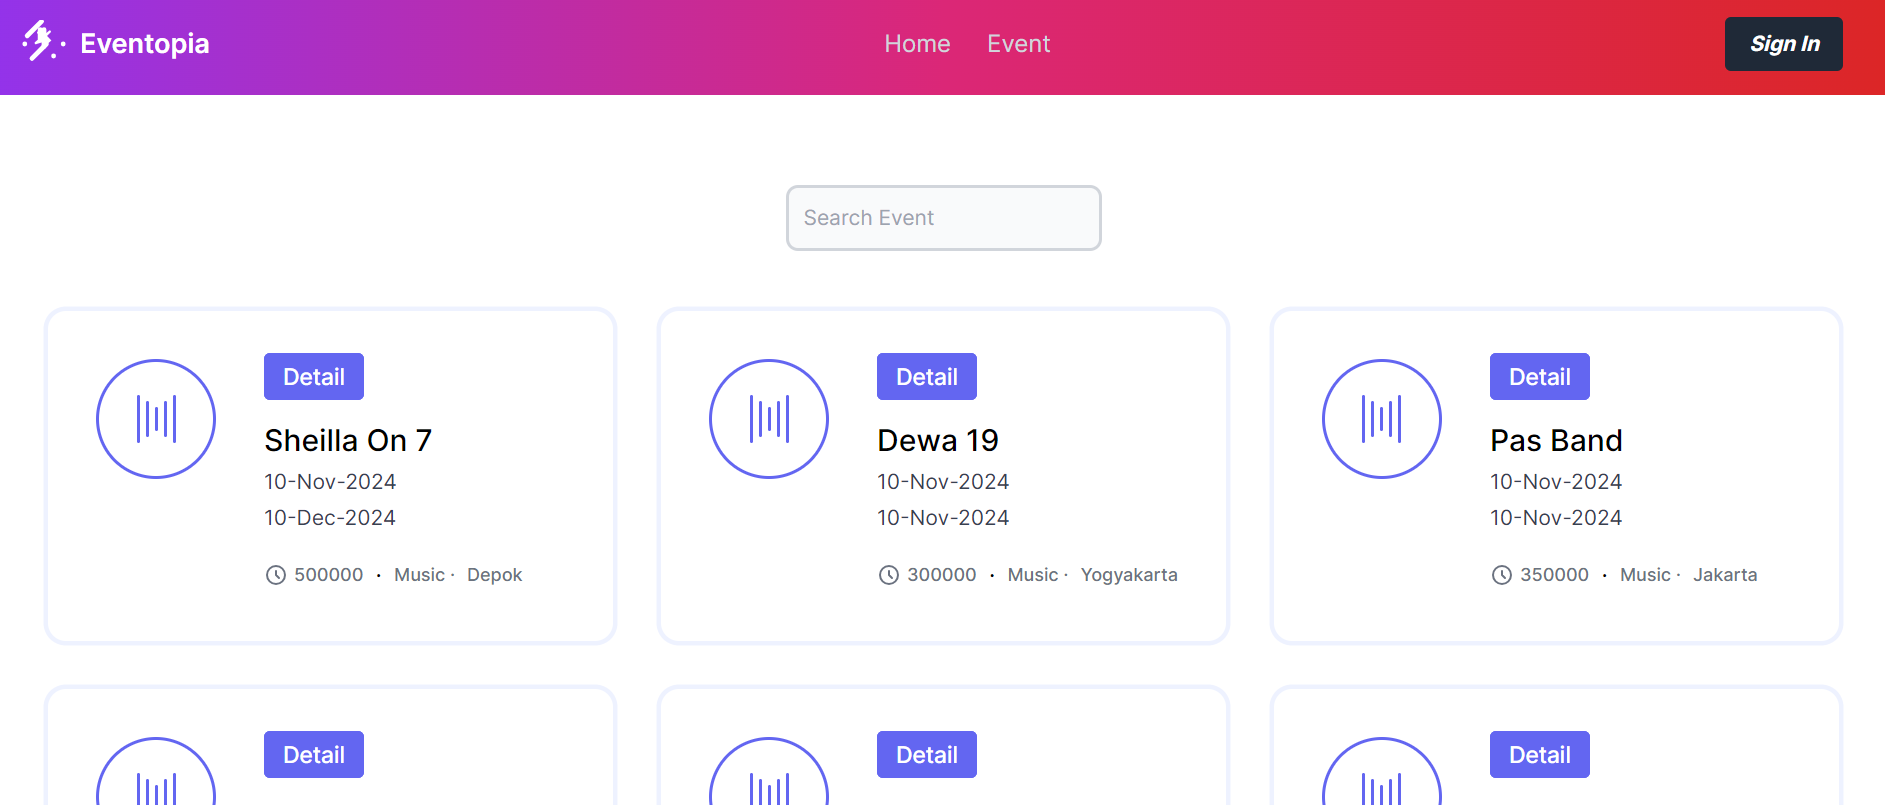 Eventopia
Home
Event
Sign In
Search Event
Detail
Sheilla On 7
10-Nov-2024
10-Dec-2024
500000 · Music · Depok
Detail
Dewa 19
10-Nov-2024
10-Nov-2024
300000 · Music · Yogyakarta
Detail
Pas Band
10-Nov-2024
10-Nov-2024
350000 · Music · Jakarta
Detail
Detail
Detail